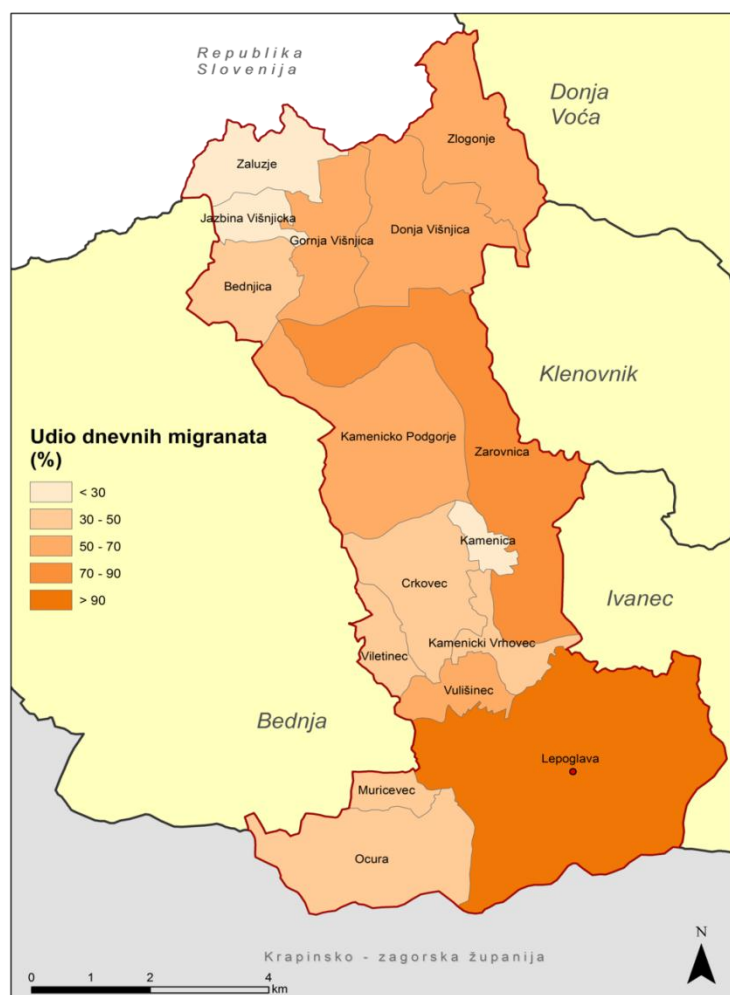 Republika
Slovenija
Donja
Voća
Zlogonje
Zaluzje
Jazbina Višnjicka
Gornja Višnjica
Donja Višnjica
Bednjica
Klenovnik
Udio dnevnih migranata
(%)
< 30
30 - 50
50 - 70
70 - 90
> 90
Kamenicko Podgorje
Zarovnica
Kamenica
Crkovec
Ivanec
Kamenicki Vrhovec
Viletinec
Vulišinec
Bednja
Lepoglava
Muricevec
Ocura
Krapinsko - zagorska županija
N
0 1 2 4
km